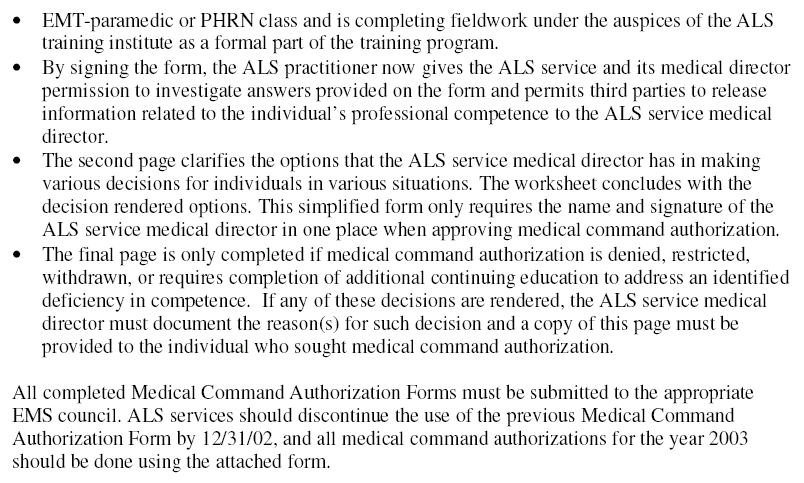 • EMT-paramedic or PHRN class and is completing fieldwork under the auspices of the ALS
training institute as a formal part of the training program.
• By signing the form, the ALS practitioner now gives the ALS service and its medical director
permission to investigate answers provided on the form and permits third parties to release
information related to the individual's professional competence to the ALS service medical
director.
• The second page clarifies the options that the ALS service medical director has in making
various decisions for individuals in various situations. The worksheet concludes with the
decision rendered options. This simplified form only requires the name and signature of the
ALS service medical director in one place when approving medical command authorization.
• The final page is only completed if medical command authorization is denied, restricted,
withdrawn, or requires completion of additional continuing education to address an identified
deficiency in competence.  If any of these decisions are rendered, the ALS service medical
director must document the reason(s) for such decision and a copy of this page must be
provided to the individual who sought medical command authorization.
All completed Medical Command Authorization Forms must be submitted to the appropriate
EMS council. ALS services should discontinue the use of the previous Medical Command
Authorization Form by 12/31/02, and all medical command authorizations for the year 2003
should be done using the attached form.